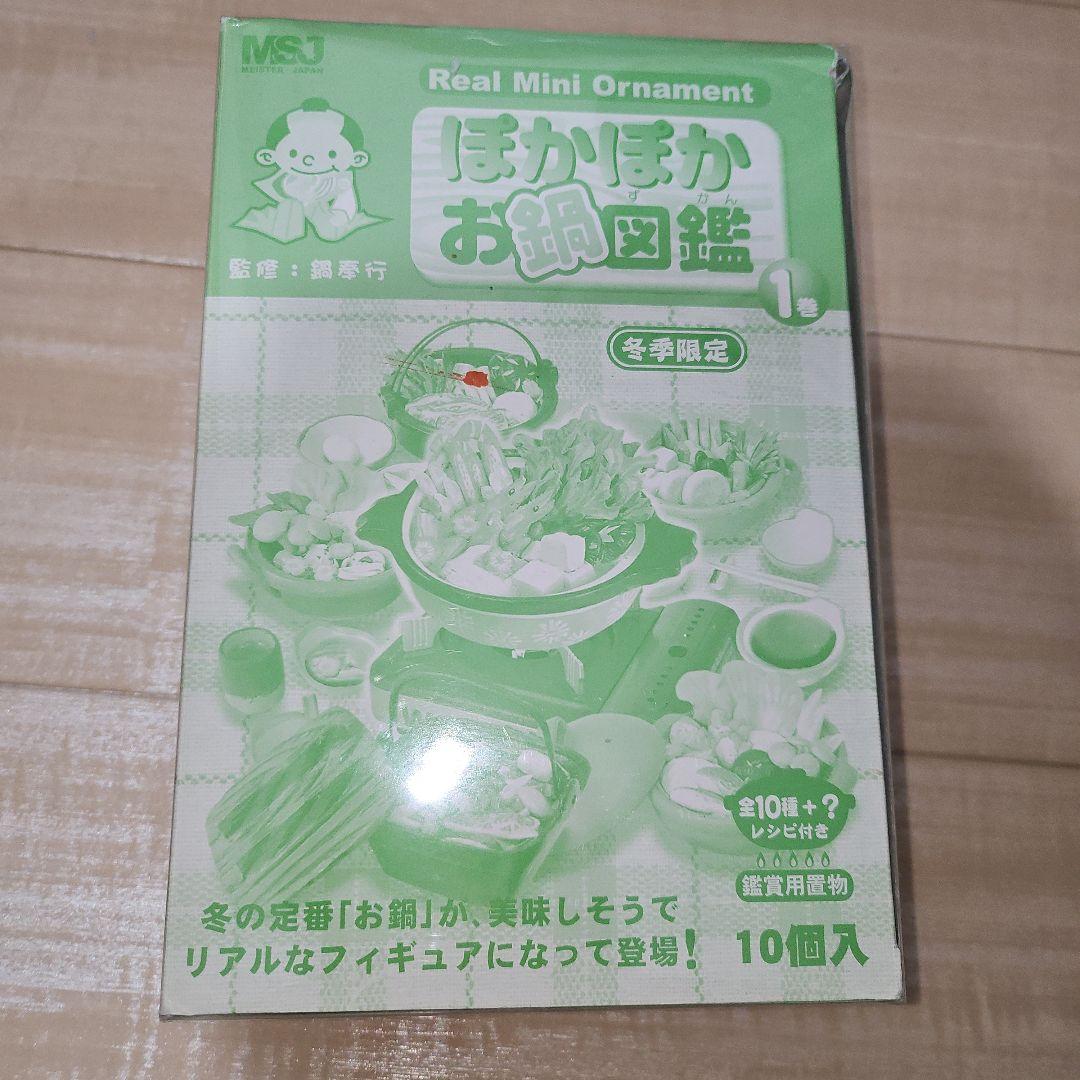 MSJ
MEISTER JAPAN
Real Mini Ornament
ぽかぽか
お鍋図鑑
ずかん
1巻
監修：鍋奉行
冬季限定
全10種+?
レシピ付き
鑑賞用置物
冬の定番「お鍋」が、美味しそうで
リアルなフィギュアになって登場!
10個入